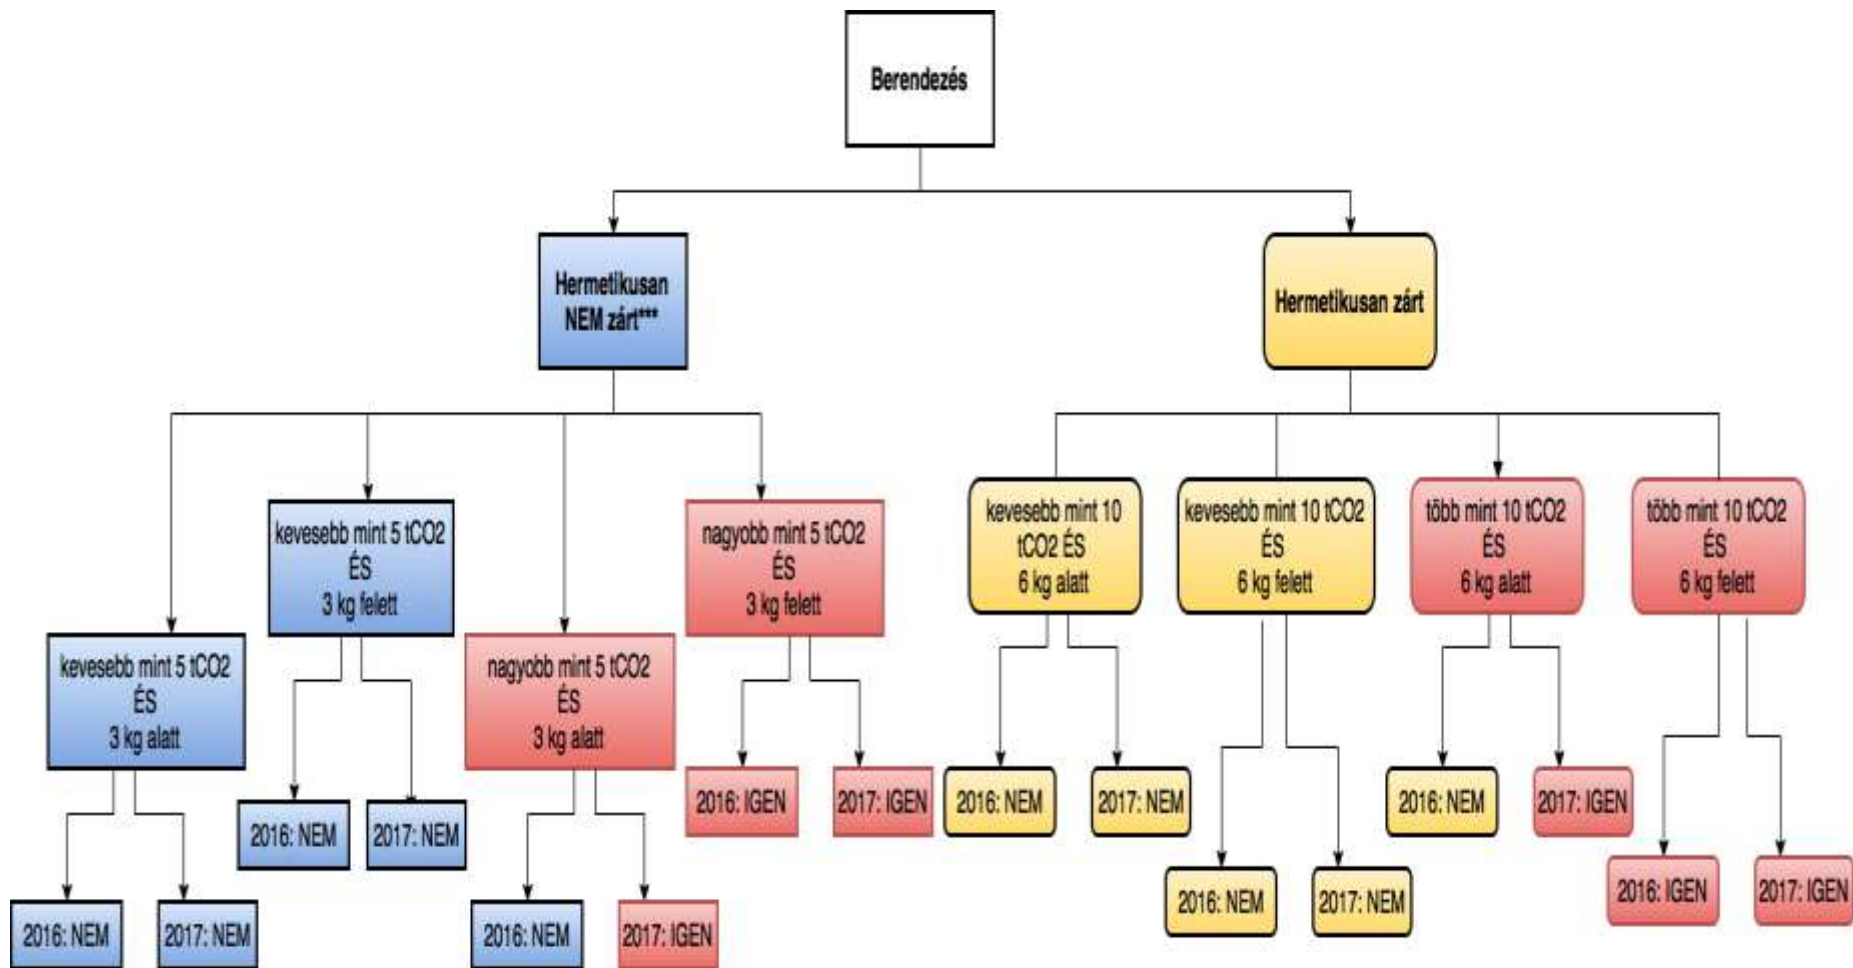 Berendezés
Hermetikusan
NEM zárt***
Hermetikusan zárt
kevesebb mint 5 tCO2
ÉS
3 kg alatt
kevesebb mint 5 tCO2
ÉS
3 kg felett
nagyobb mint 5 tCO2
ÉS
3 kg alatt
nagyobb mint 5 tCO2
ÉS
3 kg felett
kevesebb mint 10
tCO2 ÉS
6 kg alatt
kevesebb mint 10 tCO2
ÉS
6 kg felett
több mint 10 tCO2
ÉS
6 kg alatt
több mint 10 tCO2
ÉS
6 kg felett
2016: NEM
2017: NEM
2016: NEM
2017: NEM
2016: NEM
2017: IGEN
2016: IGEN
2017: IGEN
2016: NEM
2017: NEM
2016: NEM
2017: NEM
2016: NEM
2017: IGEN
2016: IGEN
2017: IGEN